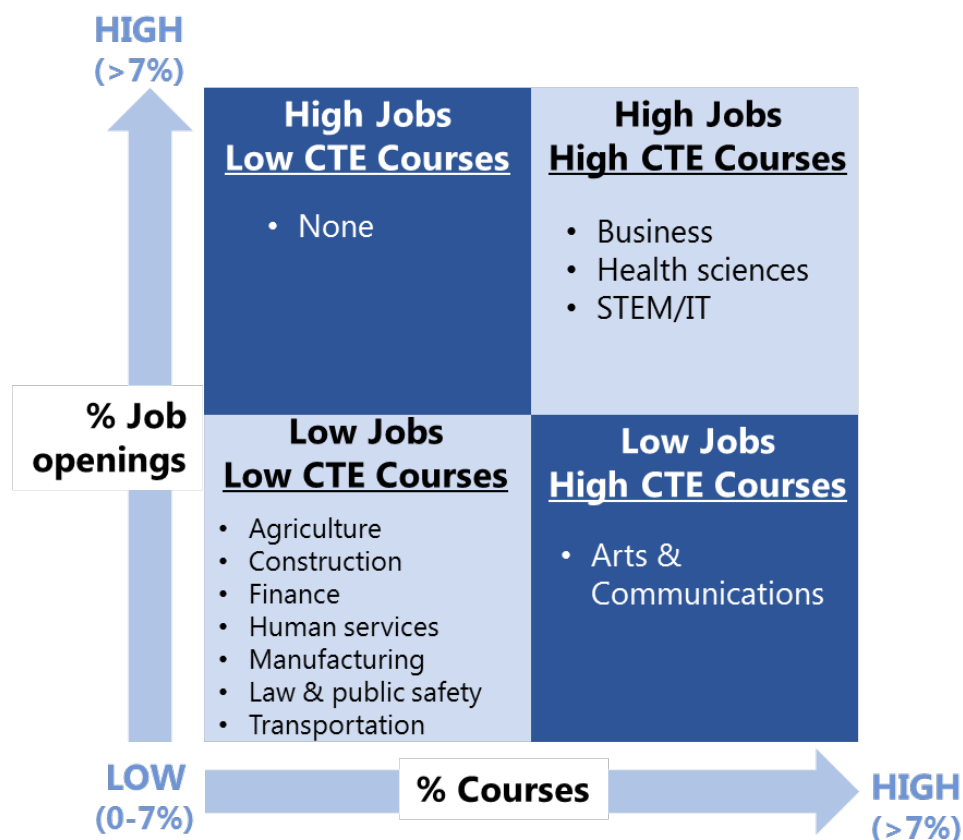 HIGH
(>7%)
High Jobs
Low CTE Courses
• None
High Jobs
High CTE Courses
• Business
• Health sciences
• STEM/IT
% Job
openings
Low Jobs
Low CTE Courses
• Agriculture
• Construction
• Finance
• Human services
• Manufacturing
• Law & public safety
• Transportation
Low Jobs
High CTE Courses
• Arts &
Communications
LOW
(0-7%)
% Courses
HIGH
(>7%)